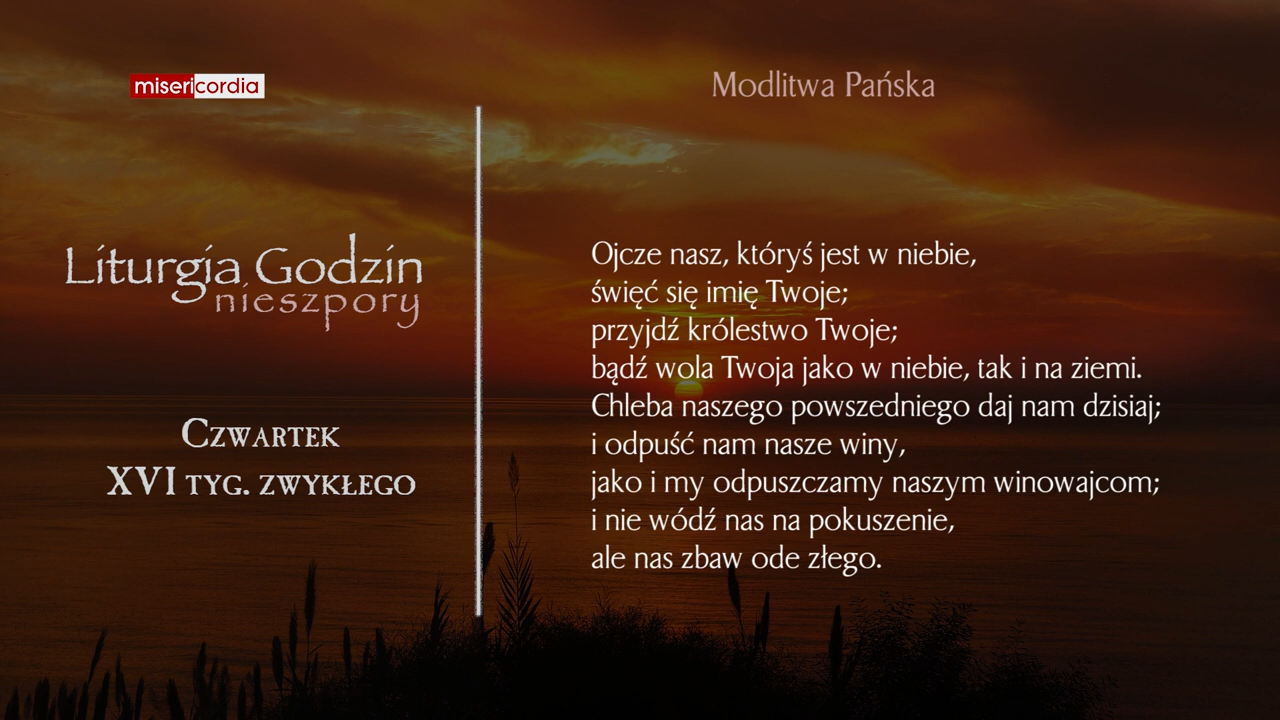 misericordia
Liturgia Godzin
nieszpory
Czwartek
XVI tyg. zwykłego
Modlitwa Pańska
Ojcze nasz, któryś jest w niebie,
święć się imię Twoje;
przyjdź królestwo Twoje;
bądź wola Twoja jako w niebie, tak i na ziemi.
Chleba naszego powszedniego daj nam dzisiaj;
i odpuść nam nasze winy,
jako i my odpuszczamy naszym winowajcom;
i nie wódź nas na pokuszenie,
ale nas zbaw ode złego.